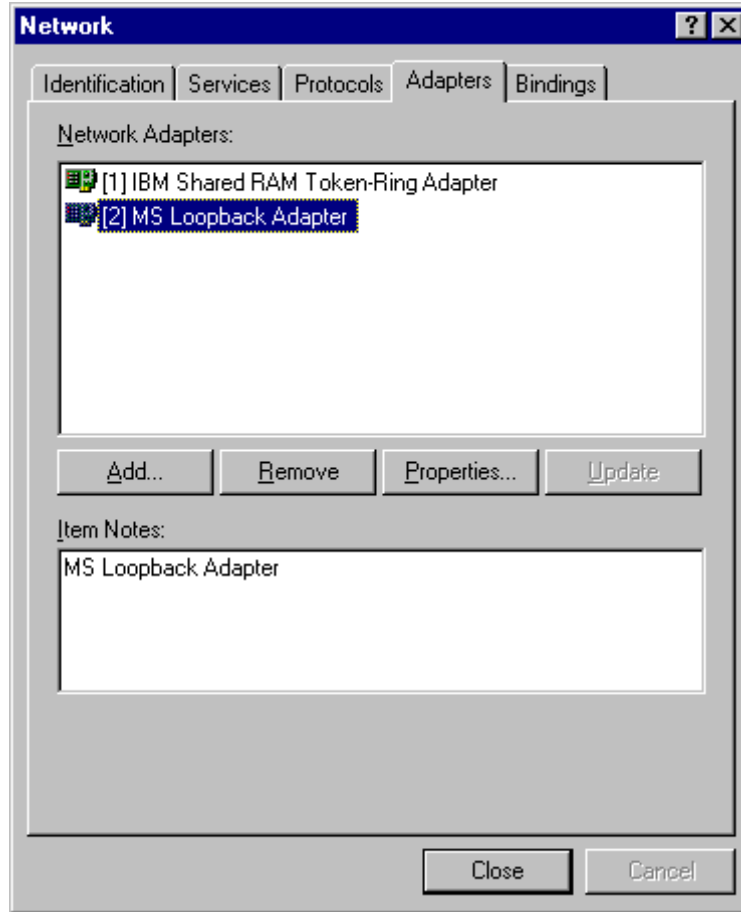 Network
Identification Services Protocols Adapters Bindings
Network Adapters:
[1] IBM Shared RAM Token-Ring Adapter
[2] MS Loopback Adapter
Add... Remove Properties... Update
Item Notes:
MS Loopback Adapter
Close Cancel